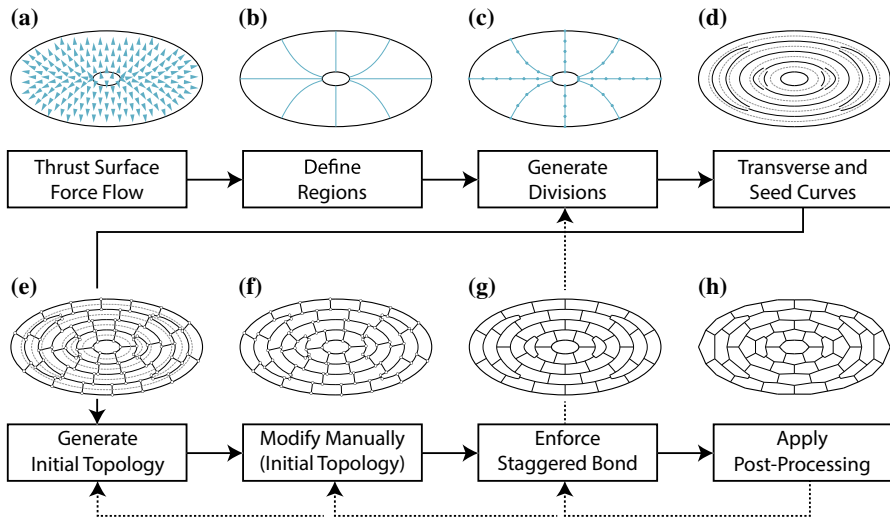 (a)
(b)
(c)
(d)
Thrust Surface
Force Flow
Define
Regions
Generate
Divisions
Transverse and
Seed Curves
(e)
(f)
(g)
(h)
Generate
Initial Topology
Modify Manually
(Initial Topology)
Enforce
Staggered Bond
Apply
Post-Processing